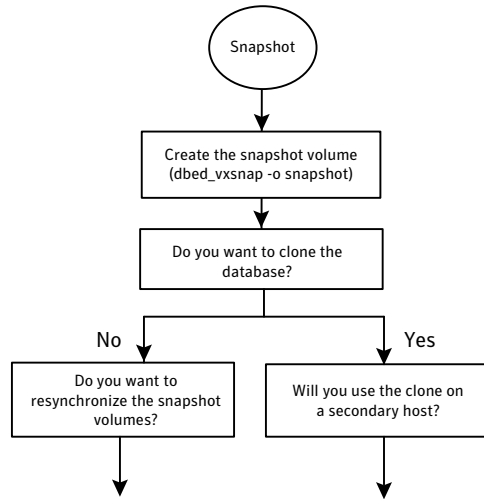 Snapshot
Create the snapshot volume
(dbed_vxsnap -o snapshot)
Do you want to clone the
database?
No
Yes
Do you want to
resynchronize the snapshot
volumes?
Will you use the clone on
a secondary host?